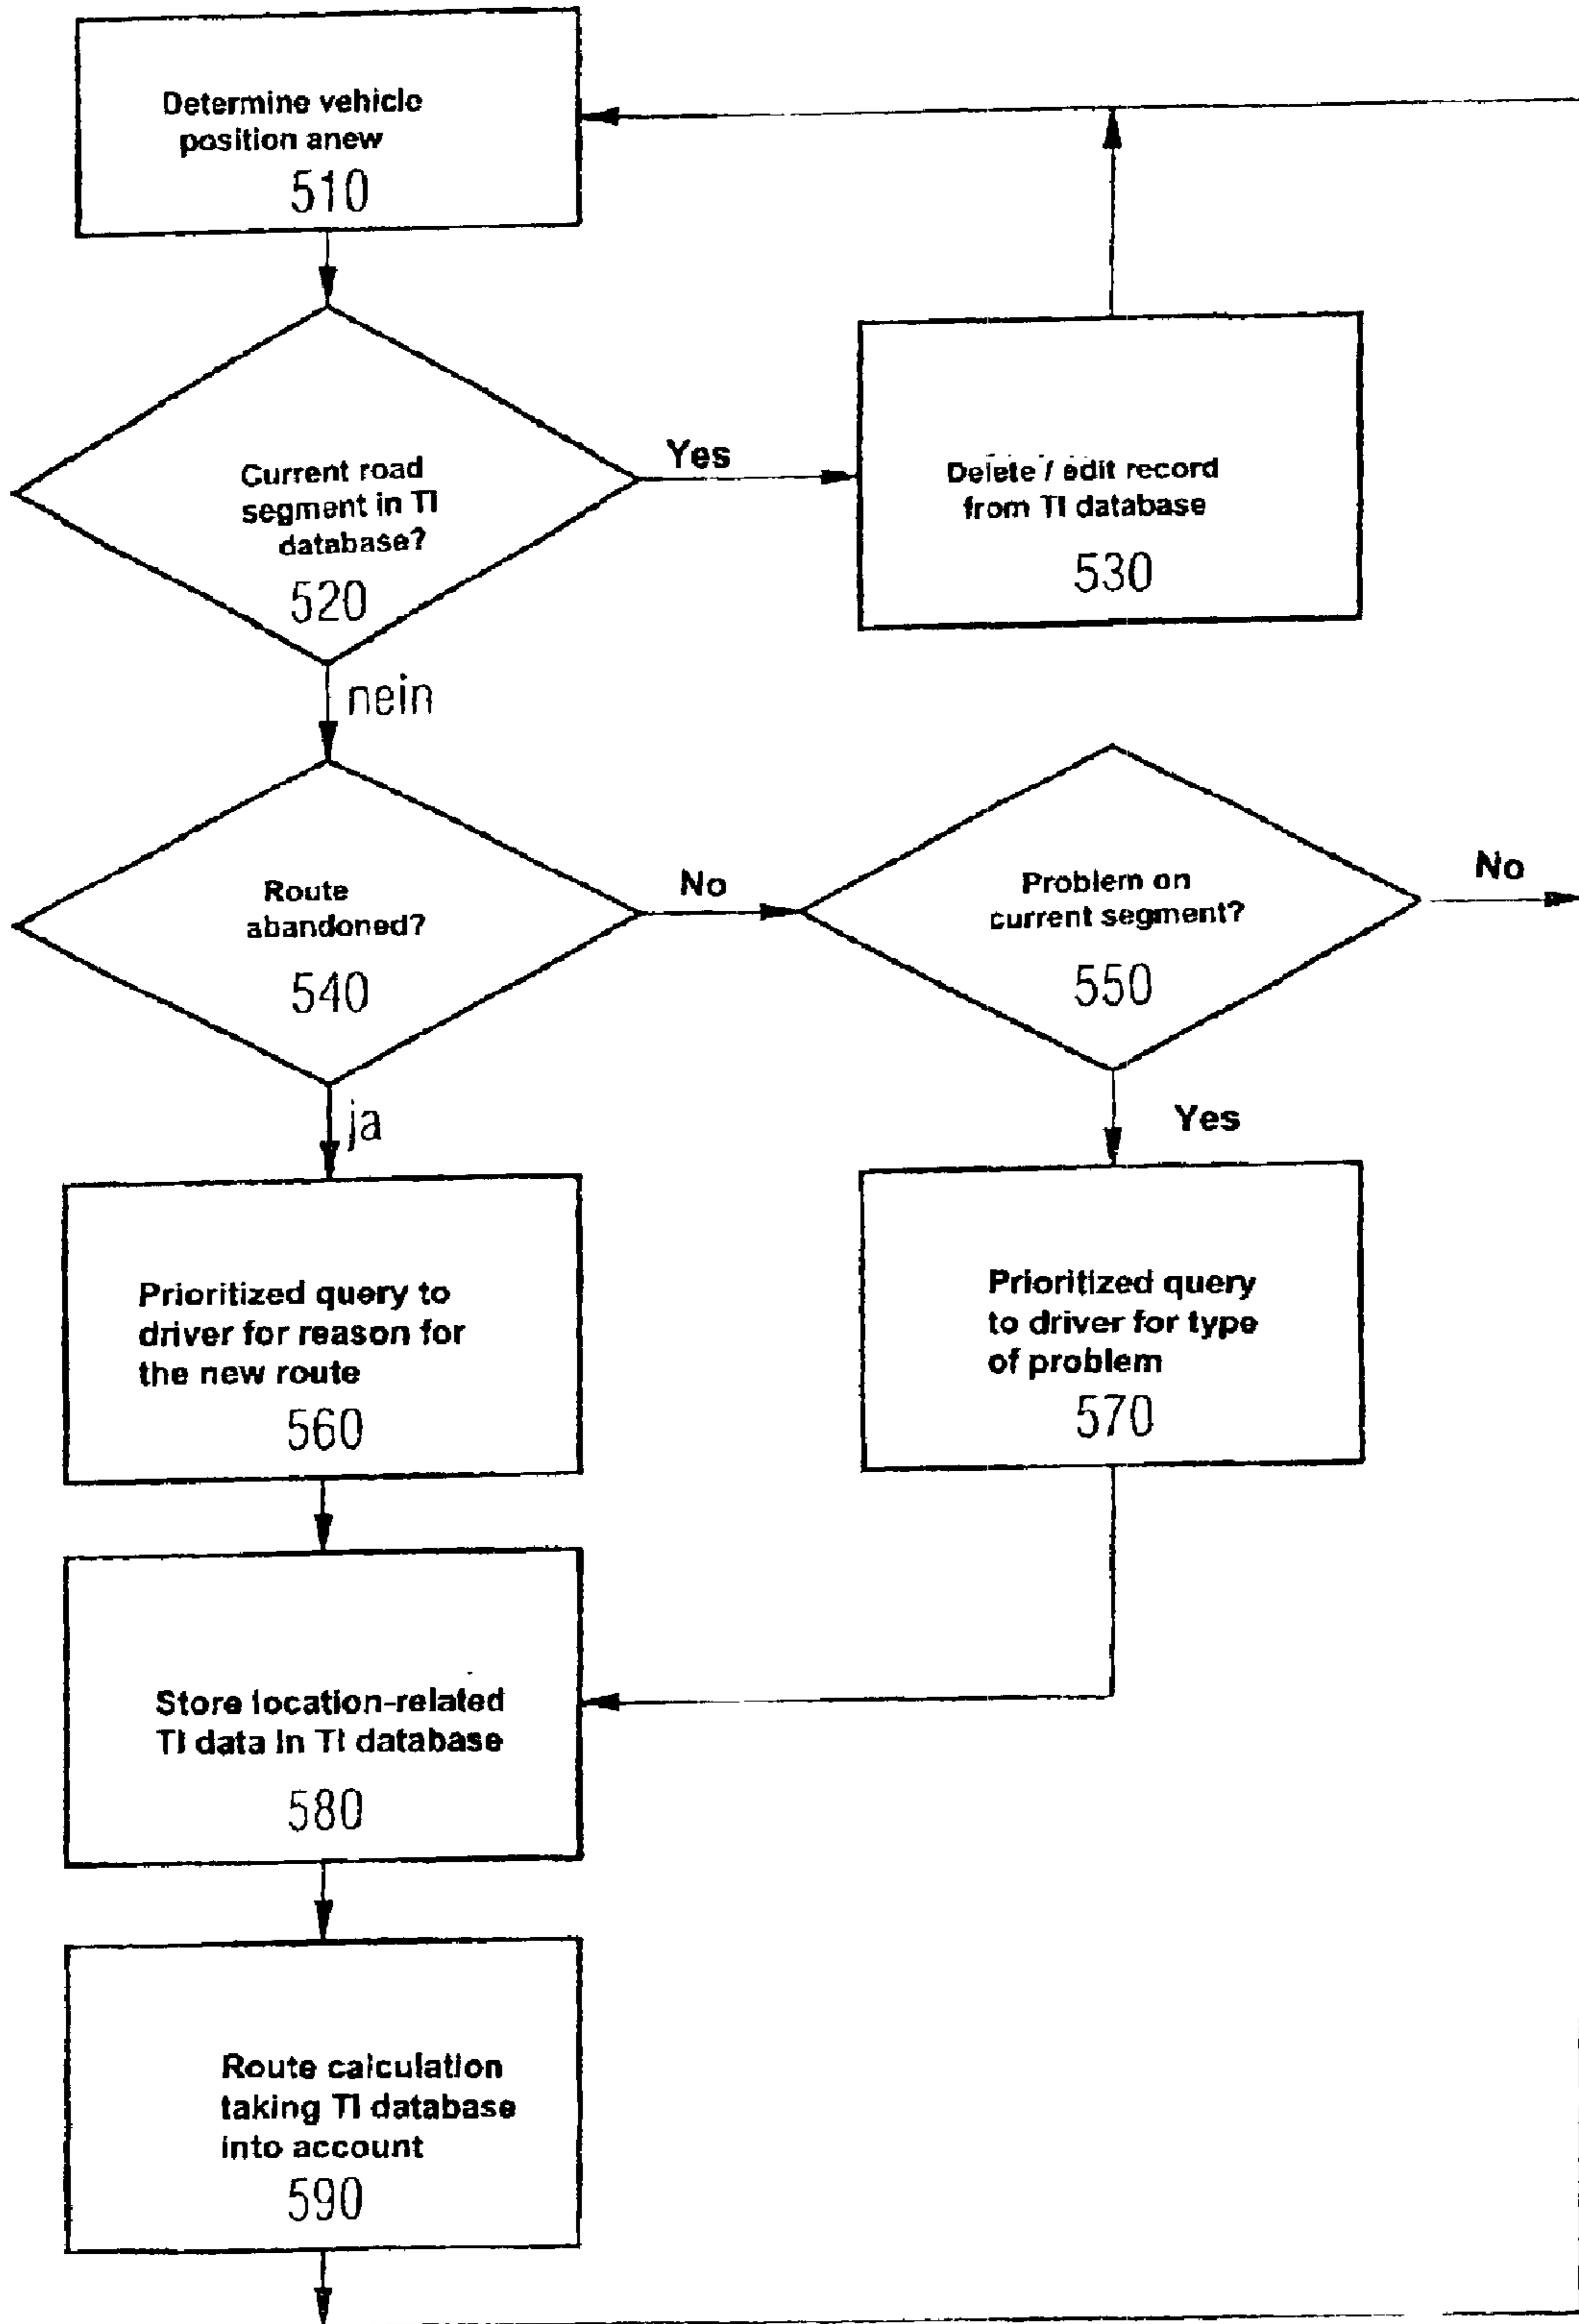 Determine vehicle
position anew
510
Current road
segment in TI
database?
520
Yes
Delete / edit record
from TI database
530
nein
Route
abandoned?
540
No
Problem on
current segment?
550
No
ja
Yes
Prioritized query to
driver for reason for
the new route
560
Prioritized query
to driver for type
of problem
570
Store location-related
TI data in TI database
580
Route calculation
taking TI database
into account
590